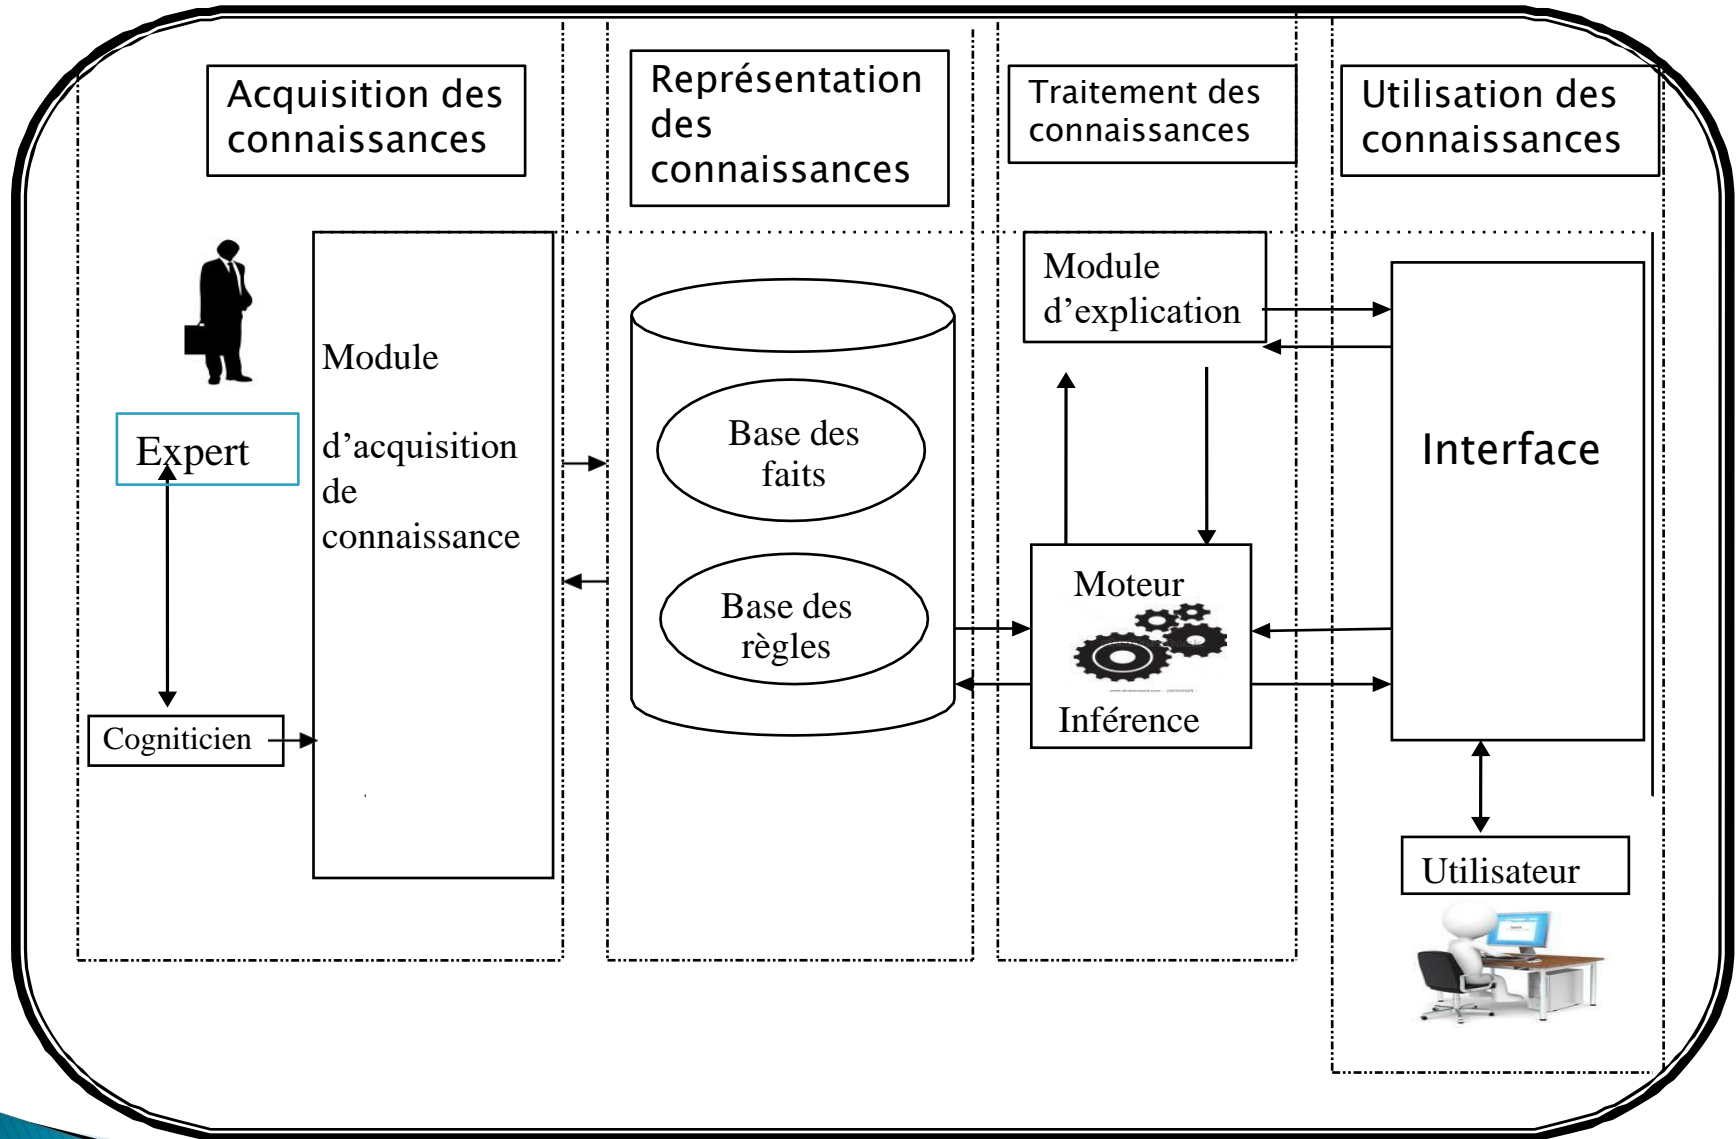 Acquisition des
connaissances
Représentation
des
connaissances
Traitement des
connaissances
Utilisation des
connaissances
Expert
Cogniticien
Module
d’acquisition
de
connaissance
Base des
faits
Base des
règles
Module
d’explication
Moteur
Inférence
Interface
Utilisateur